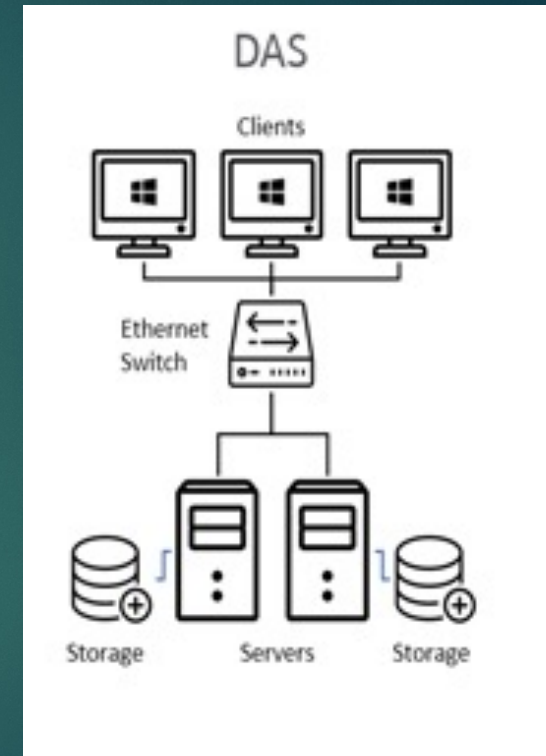 DAS
Clients
Ethernet
Switch
Storage
Servers
Storage